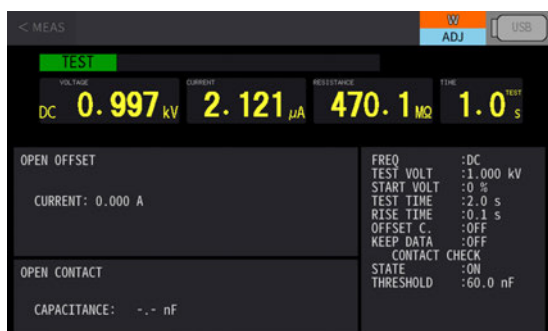 < MEAS
W
ADJ
USB
TEST
VOLTAGE
CURRENT
RESISTANCE
TIME
DC 0.997 kV
2.121 µA
470.1 MΩ
1.0 TEST s
OPEN OFFSET
CURRENT: 0.000 A
OPEN CONTACT
CAPACITANCE: -.- nF
FREQ :DC
TEST VOLT :1.000 kV
START VOLT :0 %
TEST TIME :2.0 s
RISE TIME :0.1 s
OFFSET C. :OFF
KEEP DATA :OFF
CONTACT CHECK
STATE :ON
THRESHOLD :60.0 nF